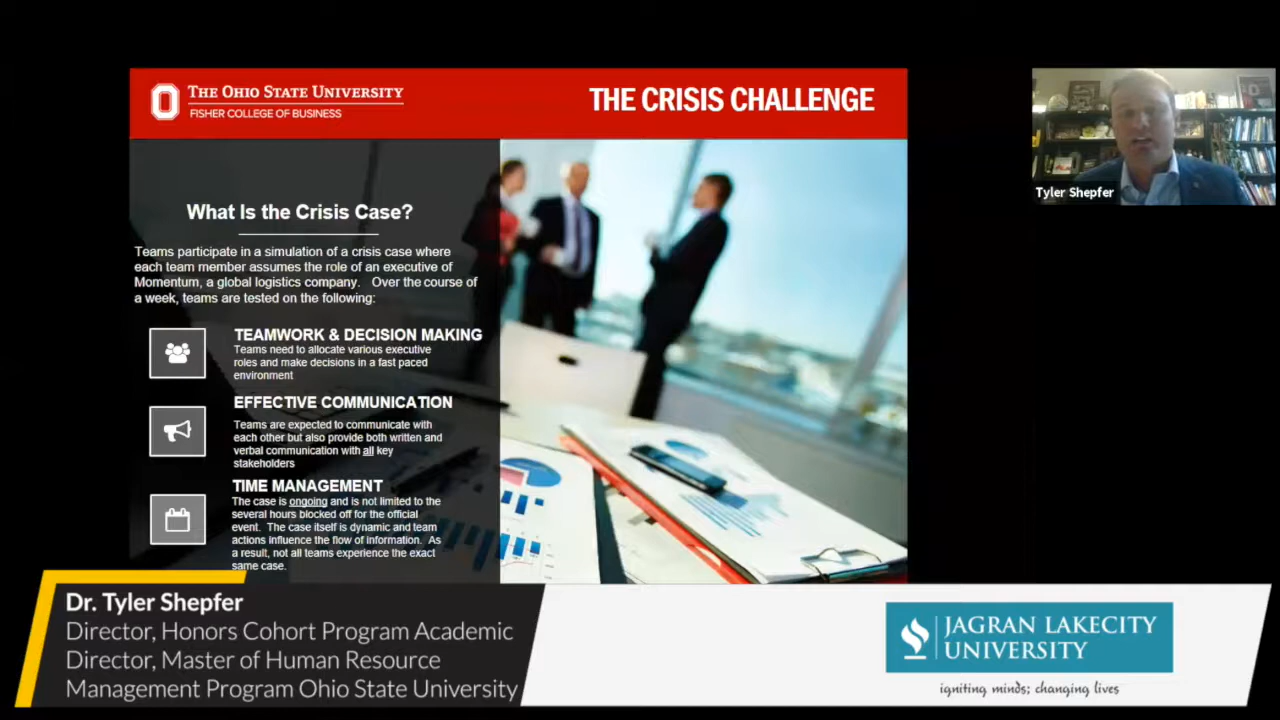 THE OHIO STATE UNIVERSITY
FISHER COLLEGE OF BUSINESS
THE CRISIS CHALLENGE
What Is the Crisis Case?
Teams participate in a simulation of a crisis case where
each team member assumes the role of an executive of
Momentum, a global logistics company. Over the course of
a week, teams are tested on the following:
TEAMWORK & DECISION MAKING
Teams need to allocate various executive
roles and make decisions in a fast paced
environment
EFFECTIVE COMMUNICATION
Teams are expected to communicate with
each other but also provide both written and
verbal communication with all key
stakeholders
TIME MANAGEMENT
The case is ongoing and is not limited to the
several hours blocked off for the official
event. The case itself is dynamic and team
actions influence the flow of information. As
a result, not all teams experience the exact
same case.
Tyler Shepfer
Dr. Tyler Shepfer
Director, Honors Cohort Program Academic
Director, Master of Human Resource
Management Program Ohio State University
JAGRAN LAKECITY
UNIVERSITY
igniting minds; changing lives